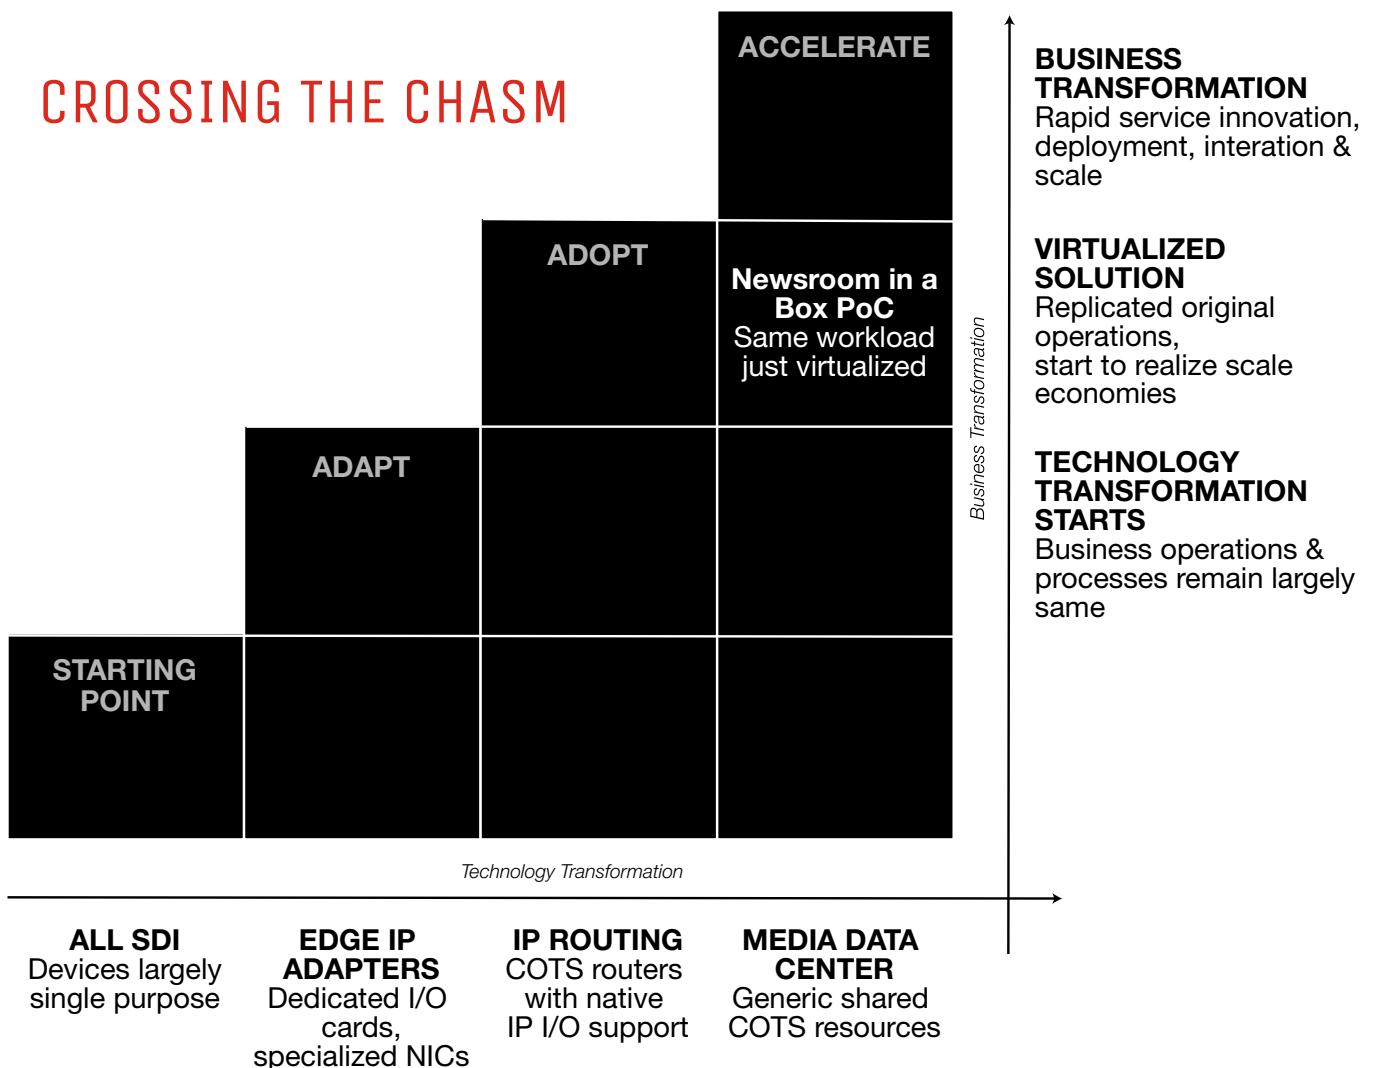 CROSSING THE CHASM
ACCELERATE
ADOPT
Newsroom in a
Box PoC
Same workload
just virtualized
ADAPT
STARTING
POINT
Business Transformation
BUSINESS
TRANSFORMATION
Rapid service innovation,
deployment, interation &
scale
VIRTUALIZED
SOLUTION
Replicated original
operations,
start to realize scale
economies
TECHNOLOGY
TRANSFORMATION
STARTS
Business operations &
processes remain largely
same
Technology Transformation
ALL SDI
Devices largely
single purpose
EDGE IP
ADAPTERS
Dedicated I/O
cards,
specialized NICs
IP ROUTING
COTS routers
with native
IP I/O support
MEDIA DATA
CENTER
Generic shared
COTS resources